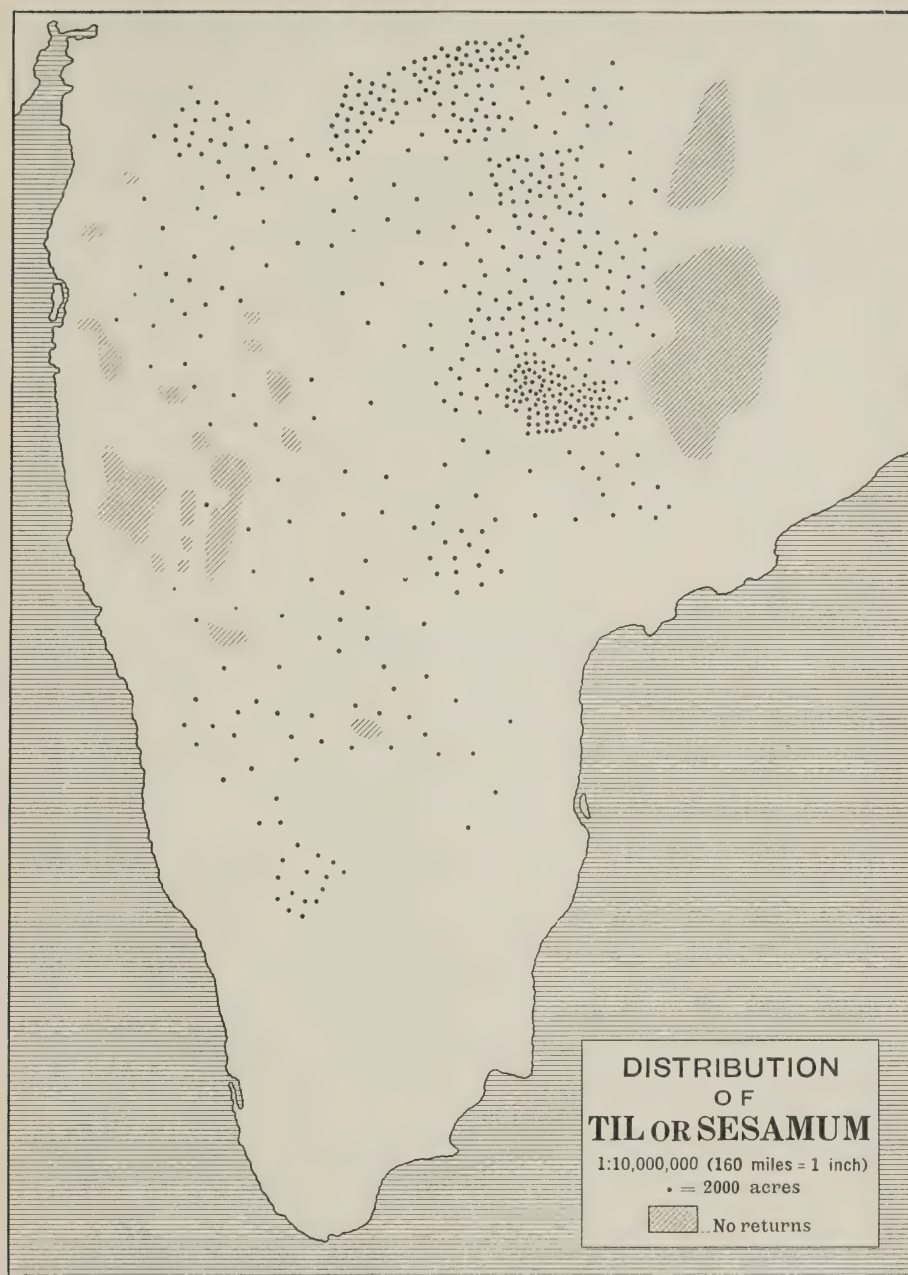 DISTRIBUTION
OF
TIL OR SESAMUM
1:10,000,000 (160 miles = 1 inch)
• = 2000 acres
No returns